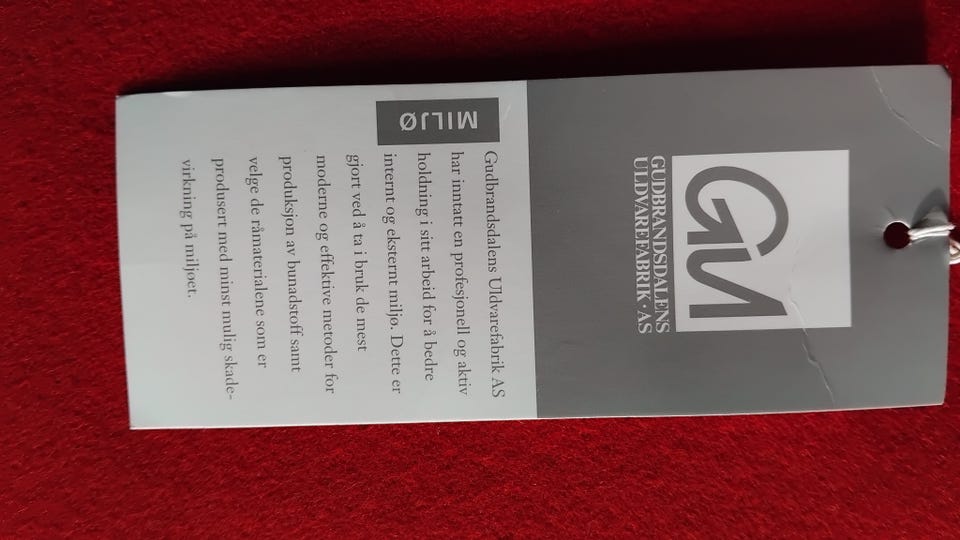 GU
GUDBRANDSDALENS
ULDVAREFABRIK · AS
MILJØ
Gudbrandsdalens Uldvarefabrik AS
har inntatt en profesjonell og aktiv
holdning i sitt arbeid for å bedre
internt og eksternt miljø. Dette er
gjort ved å ta i bruk de mest
moderne og effektive metoder for
produksjon av bunadstoff samt
velge de råmaterialene som er
produsert med minst mulig skade-
virkning på miljøet.